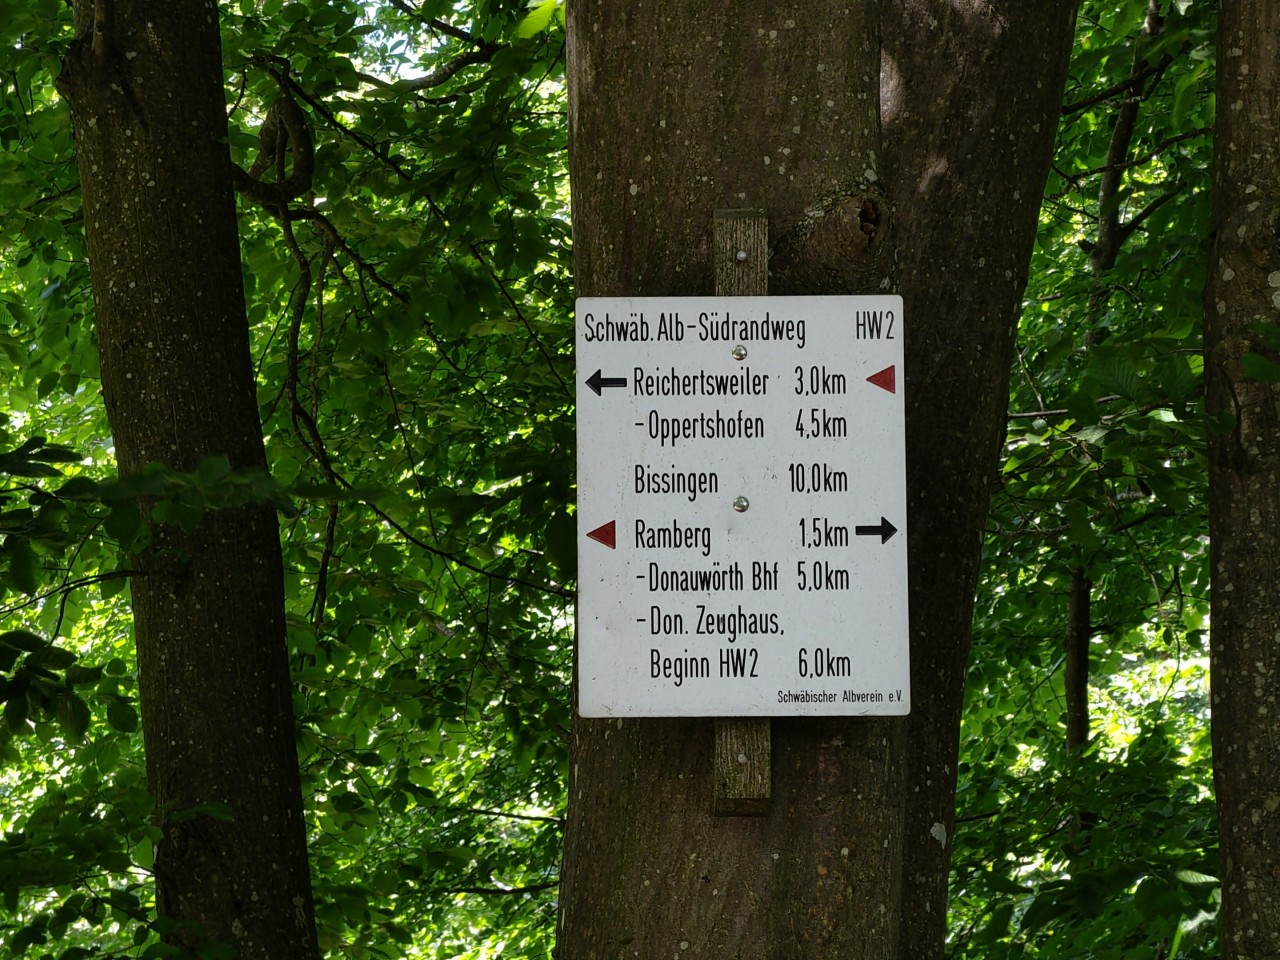 Schwäb. Alb-Südrandweg HW2
Reichertsweiler 3,0km
-Oppertshofen 4,5km
Bissingen 10,0km
Ramberg 1,5km
-Donauwörth Bhf 5,0km
-Don. Zeughaus,
Beginn HW2 6,0km
Schwäbischer Albverein e.V.